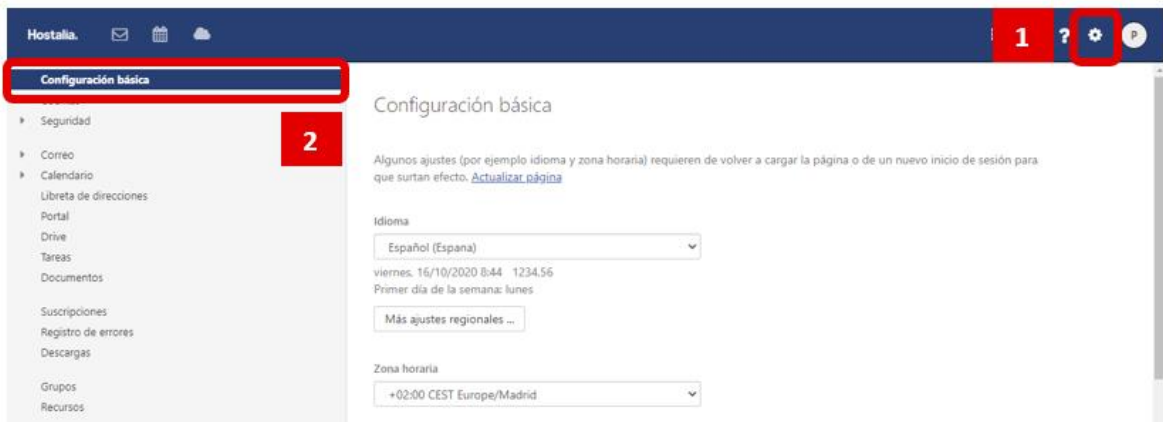 Hostalia.
1
?
P
Configuración básica
Seguridad
2
Correo
Calendario
Libreta de direcciones
Portal
Drive
Tareas
Documentos
Suscripciones
Registro de errores
Descargas
Grupos
Recursos
Configuración básica
Algunos ajustes (por ejemplo idioma y zona horaria) requieren de volver a cargar la página o de un nuevo inicio de sesión para
que surtan efecto. Actualizar página
Idioma
Español (Espana)
viernes, 16/10/2020 8:44 1234,56
Primer día de la semana: lunes
Más ajustes regionales ...
Zona horaria
+02:00 CEST Europe/Madrid